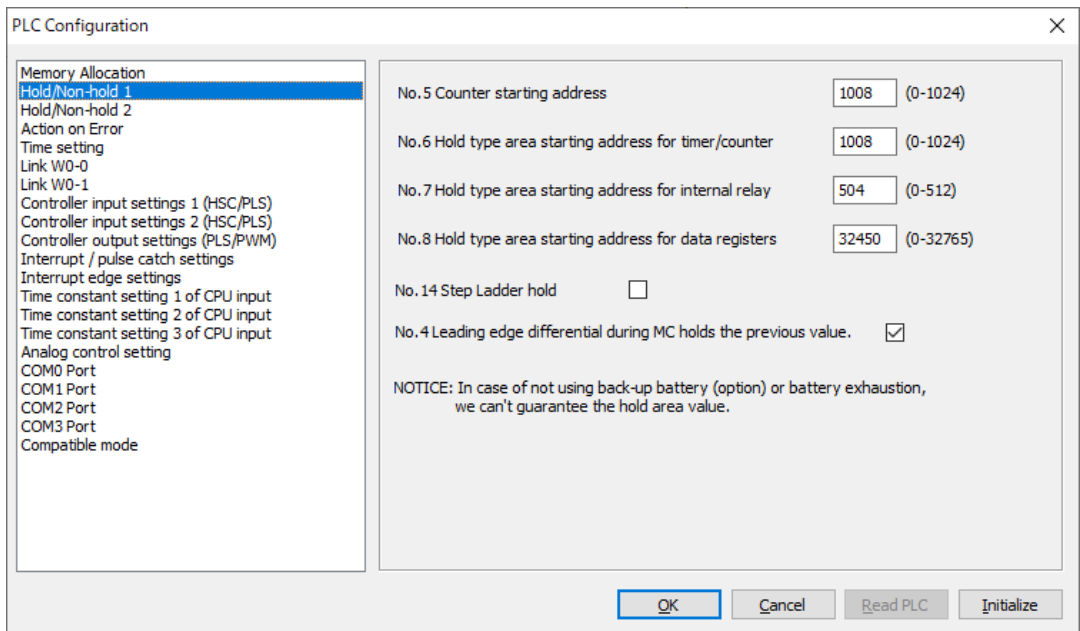 PLC Configuration
Memory Allocation
Hold/Non-hold 1
Hold/Non-hold 2
Action on Error
Time setting
Link W0-0
Link W0-1
Controller input settings 1 (HSC/PLS)
Controller input settings 2 (HSC/PLS)
Controller output settings (PLS/PWM)
Interrupt / pulse catch settings
Interrupt edge settings
Time constant setting 1 of CPU input
Time constant setting 2 of CPU input
Time constant setting 3 of CPU input
Analog control setting
COM0 Port
COM1 Port
COM2 Port
COM3 Port
Compatible mode
No.5 Counter starting address 1008 (0-1024)
No.6 Hold type area starting address for timer/counter 1008 (0-1024)
No.7 Hold type area starting address for internal relay 504 (0-512)
No.8 Hold type area starting address for data registers 32450 (0-32765)
No.14 Step Ladder hold
No.4 Leading edge differential during MC holds the previous value.
NOTICE: In case of not using back-up battery (option) or battery exhaustion,
we can't guarantee the hold area value.
OK Cancel Read PLC Initialize